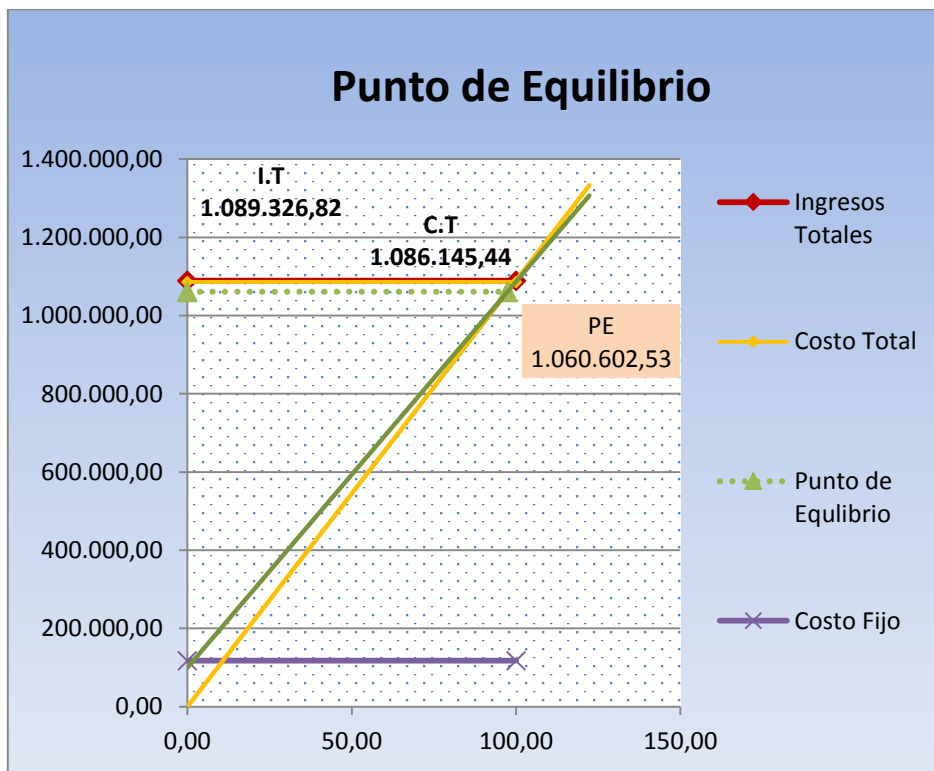 Punto de Equilibrio
1.400.000,00
1.200.000,00
1.000.000,00
800.000,00
600.000,00
400.000,00
200.000,00
0,00
I.T
1.089.326,82
C.T
1.086.145,44
PE
1.060.602,53
0,00
50,00
100,00
150,00
Ingresos
Totales
Costo Total
Punto de
Equlibrio
Costo Fijo